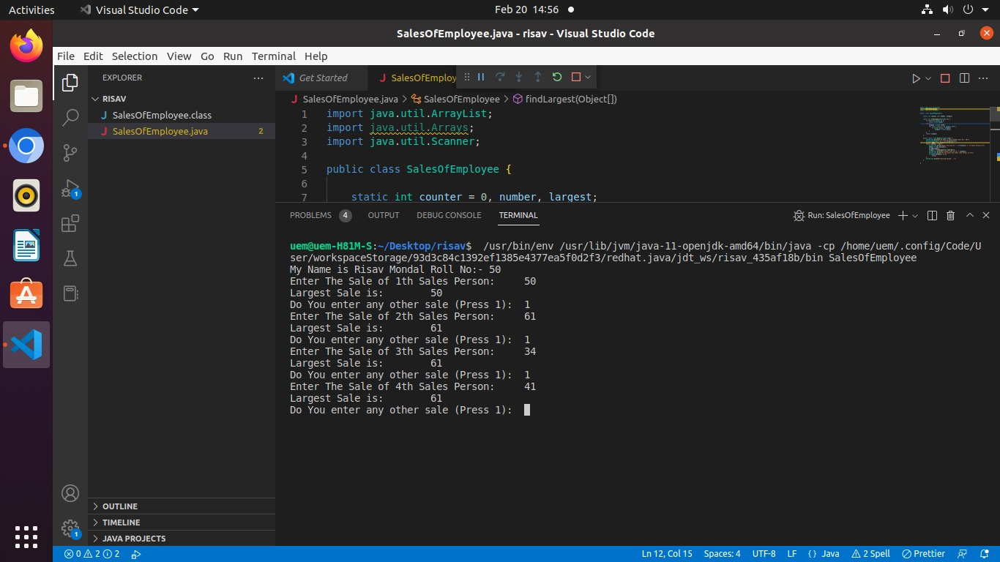 Activities Visual Studio Code Feb 20 14:56
SalesOfEmployee.java - risav - Visual Studio Code
File Edit Selection View Go Run Terminal Help
EXPLORER
RISAV
SalesOfEmployee.class
SalesOfEmployee.java 2
OUTLINE
TIMELINE
JAVA PROJECTS
1
1
Get Started SalesOfEmploy
SalesOfEmployee.java > SalesOfEmployee > findLargest(Object[])
1 import java.util.ArrayList;
2 import java.util.Arrays;
3 import java.util.Scanner;
4
5 public class SalesOfEmployee {
6
7 static int counter = 0, number, largest;
PROBLEMS 4 OUTPUT DEBUG CONSOLE TERMINAL Run: SalesOfEmployee
uem@uem-H81M-S:~/Desktop/risav$ /usr/bin/env /usr/lib/jvm/java-11-openjdk-amd64/bin/java -cp /home/uem/.config/Code/U
ser/workspaceStorage/93d3c84c1392ef1385e4377ea5f0d2f3/redhat.java/jdt_ws/risav_435af18b/bin SalesOfEmployee
My Name is Risav Mondal Roll No:- 50
Enter The Sale of 1th Sales Person: 50
Largest Sale is: 50
Do You enter any other sale (Press 1): 1
Enter The Sale of 2th Sales Person: 61
Largest Sale is: 61
Do You enter any other sale (Press 1): 1
Enter The Sale of 3th Sales Person: 34
Largest Sale is: 61
Do You enter any other sale (Press 1): 1
Enter The Sale of 4th Sales Person: 41
Largest Sale is: 61
Do You enter any other sale (Press 1):
0 2 2 Ln 12, Col 15 Spaces: 4 UTF-8 LF {} Java 2 Spell Prettier